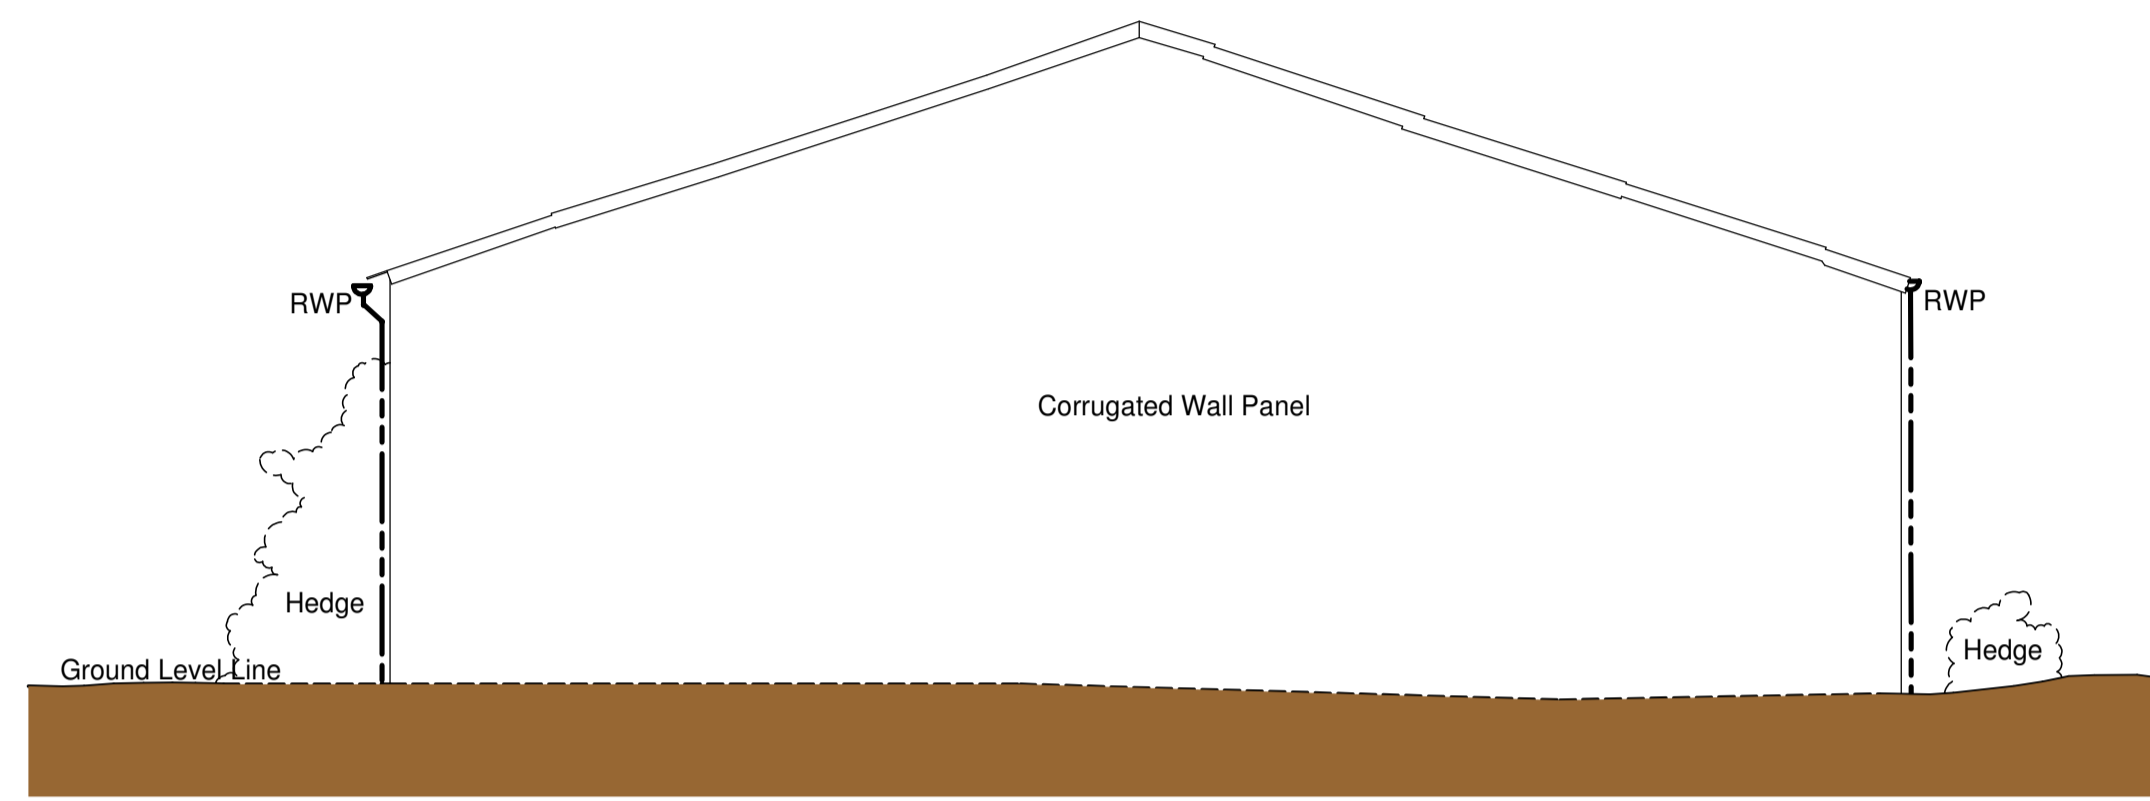 RWP
RWP
Corrugated Wall Panel
Hedge
Hedge
Ground Level Line